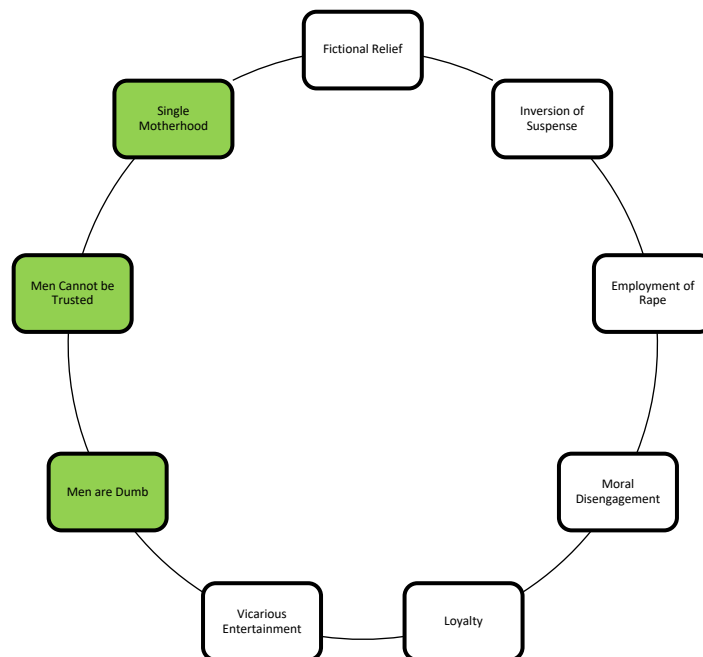 Fictional Relief
Inversion of
Suspense
Employment of
Rape
Moral
Disengagement
Loyalty
Vicarious
Entertainment
Men are Dumb
Men Cannot be
Trusted
Single
Motherhood